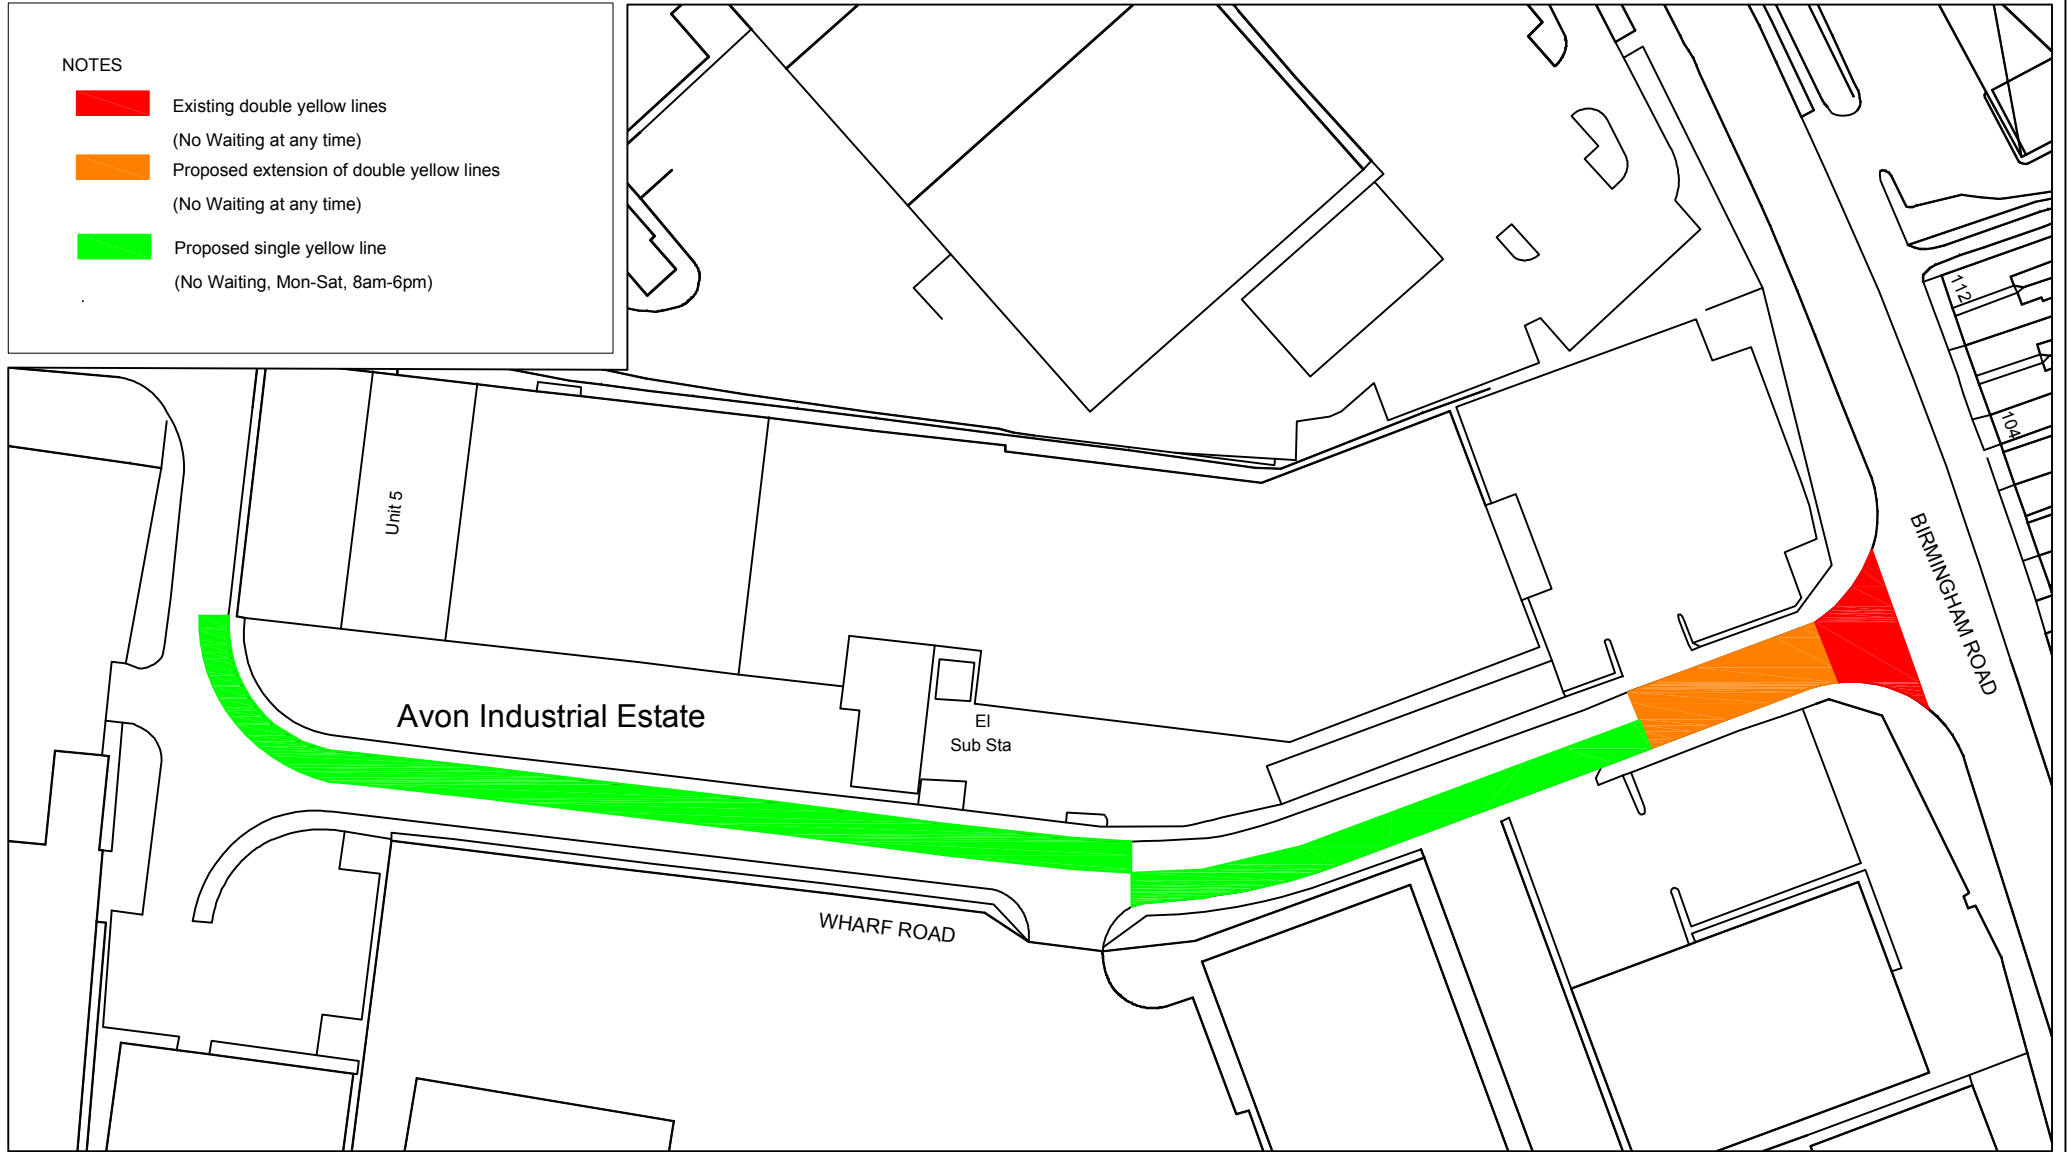 NOTES
Existing double yellow lines
(No Waiting at any time)
Proposed extension of double yellow lines
(No Waiting at any time)
Proposed single yellow line
(No Waiting, Mon-Sat, 8am-6pm)
.
112
104
Unit 5
BIRMINGHAM ROAD
Avon Industrial Estate
El
Sub Sta
WHARF ROAD